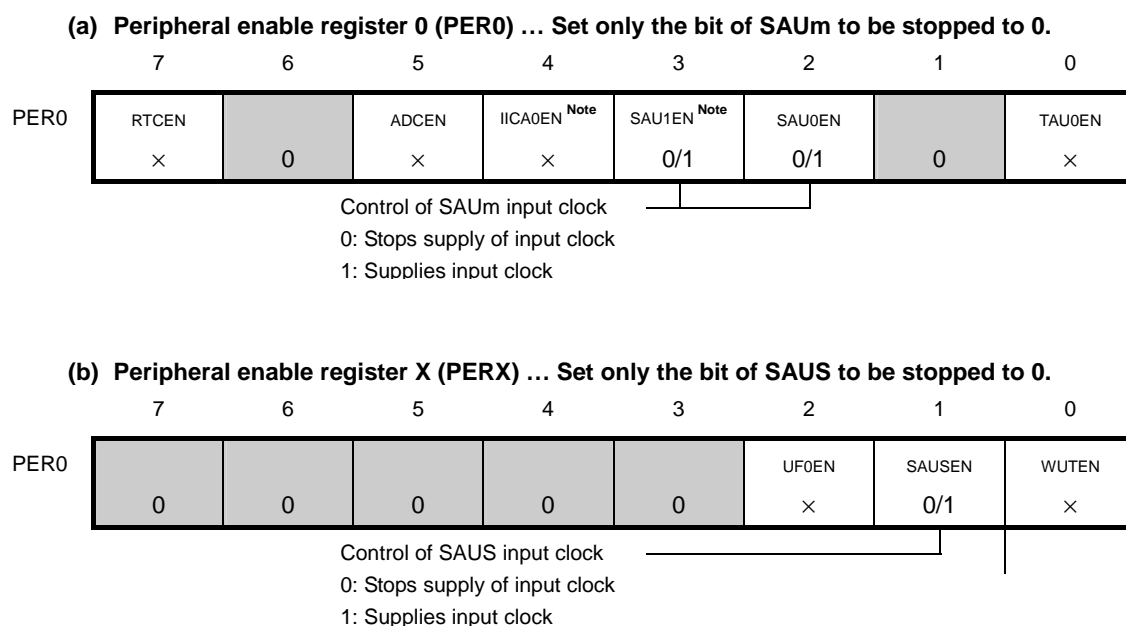 (a) Peripheral enable register 0 (PER0) … Set only the bit of SAUm to be stopped to 0.
7 6 5 4 3 2 1 0
PER0 RTCEN ADCEN IICA0EN Note SAU1EN Note SAU0EN TAU0EN
× 0 × × 0/1 0/1 0 ×
Control of SAUm input clock
0: Stops supply of input clock
1: Supplies input clock
(b) Peripheral enable register X (PERX) … Set only the bit of SAUS to be stopped to 0.
7 6 5 4 3 2 1 0
PER0 UF0EN SAUSEN WUTEN
0 0 0 0 0 × 0/1 ×
Control of SAUS input clock
0: Stops supply of input clock
1: Supplies input clock